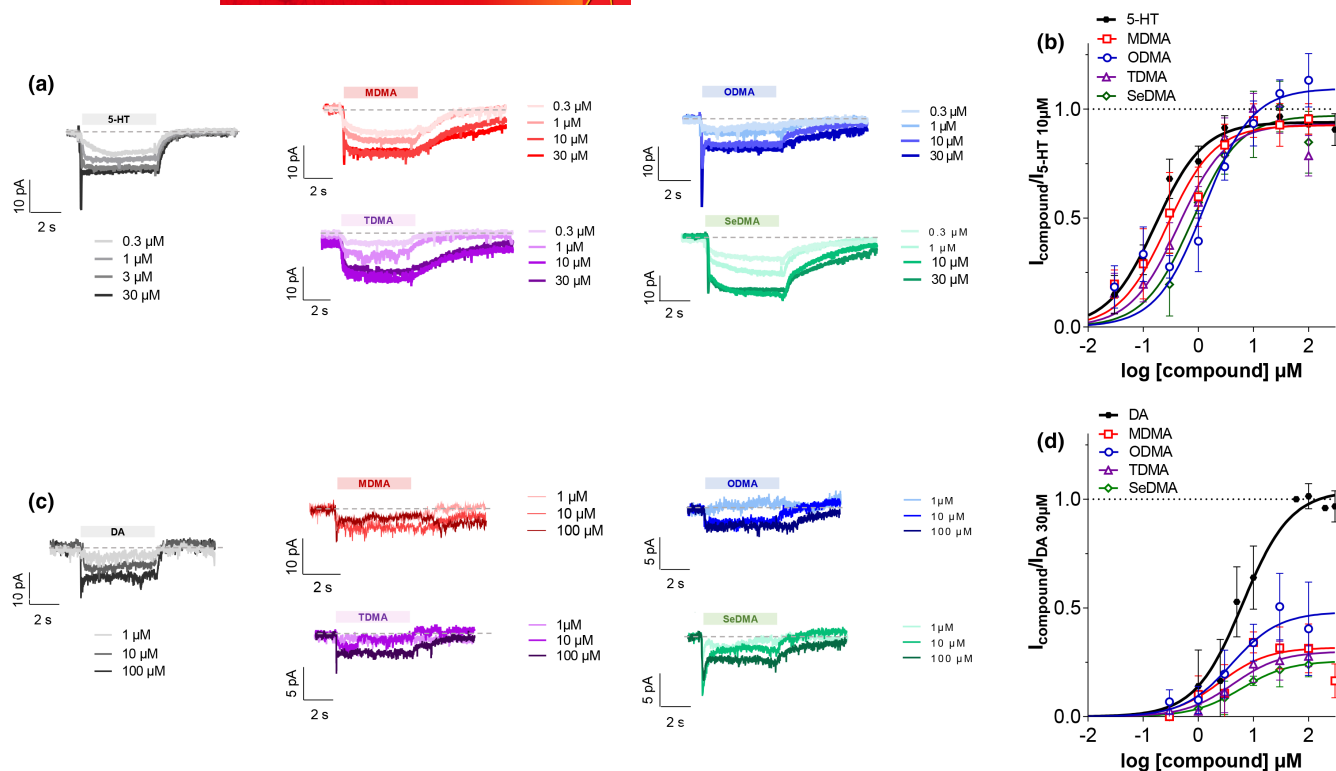 (a)
5-HT
10 pA
2 s
0.3 µM
1 µM
3 µM
30 µM
MDMA
10 pA
2 s
0.3 µM
1 µM
10 µM
30 µM
ODMA
10 pA
2 s
0.3 µM
1 µM
10 µM
30 µM
TDMA
10 pA
2 s
0.3 µM
1 µM
10 µM
30 µM
SeDMA
10 pA
2 s
0.3 µM
1 µM
10 µM
30 µM
(b)
5-HT
MDMA
ODMA
TDMA
SeDMA
Icompound/I5-HT 10µM
1.0
0.5
0.0
-2 -1 0 1 2
log [compound] µM
(c)
DA
10 pA
2 s
1 µM
10 µM
100 µM
MDMA
10 pA
2 s
1 µM
10 µM
100 µM
ODMA
5 pA
2 s
1µM
10 µM
100 µM
TDMA
5 pA
2 s
1µM
10 µM
100 µM
SeDMA
5 pA
2 s
1 µM
10 µM
100 µM
(d)
DA
MDMA
ODMA
TDMA
SeDMA
Icompound/IDA 30µM
1.0
0.5
0.0
-2 -1 0 1 2
log [compound] µM